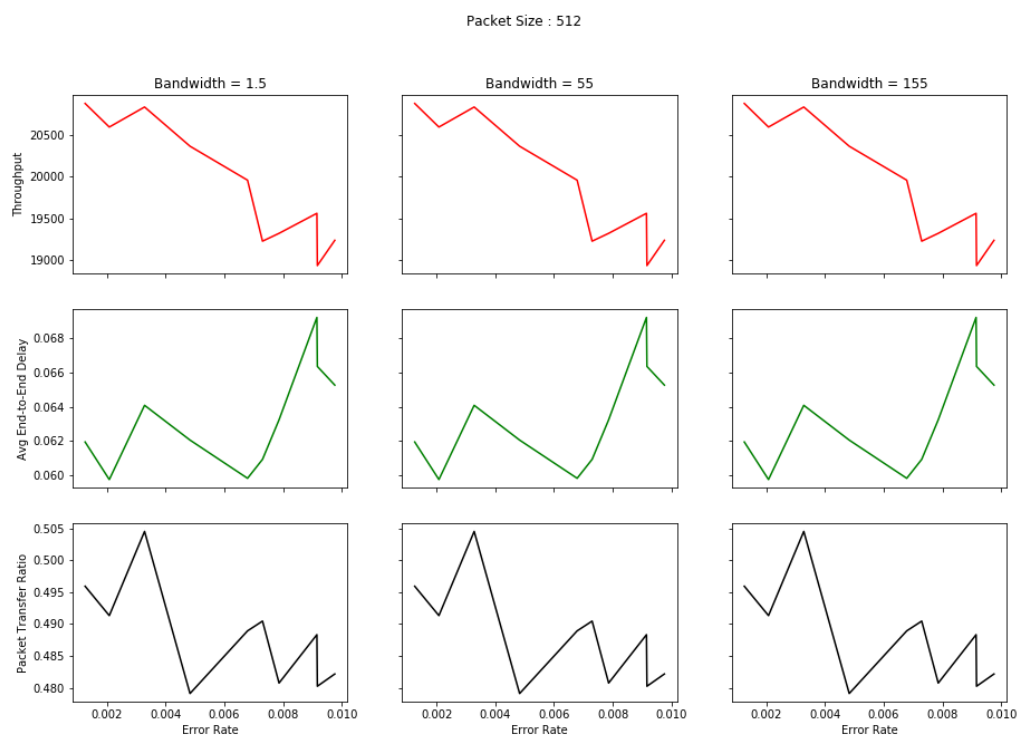 Packet Size : 512
Bandwidth = 1.5
Bandwidth = 55
Bandwidth = 155
Throughput
20500
20000
19500
19000
Avg End-to-End Delay
0.068
0.066
0.064
0.062
0.060
Packet Transfer Ratio
0.505
0.500
0.495
0.490
0.485
0.480
0.002 0.004 0.006 0.008 0.010
Error Rate
0.002 0.004 0.006 0.008 0.010
Error Rate
0.002 0.004 0.006 0.008 0.010
Error Rate